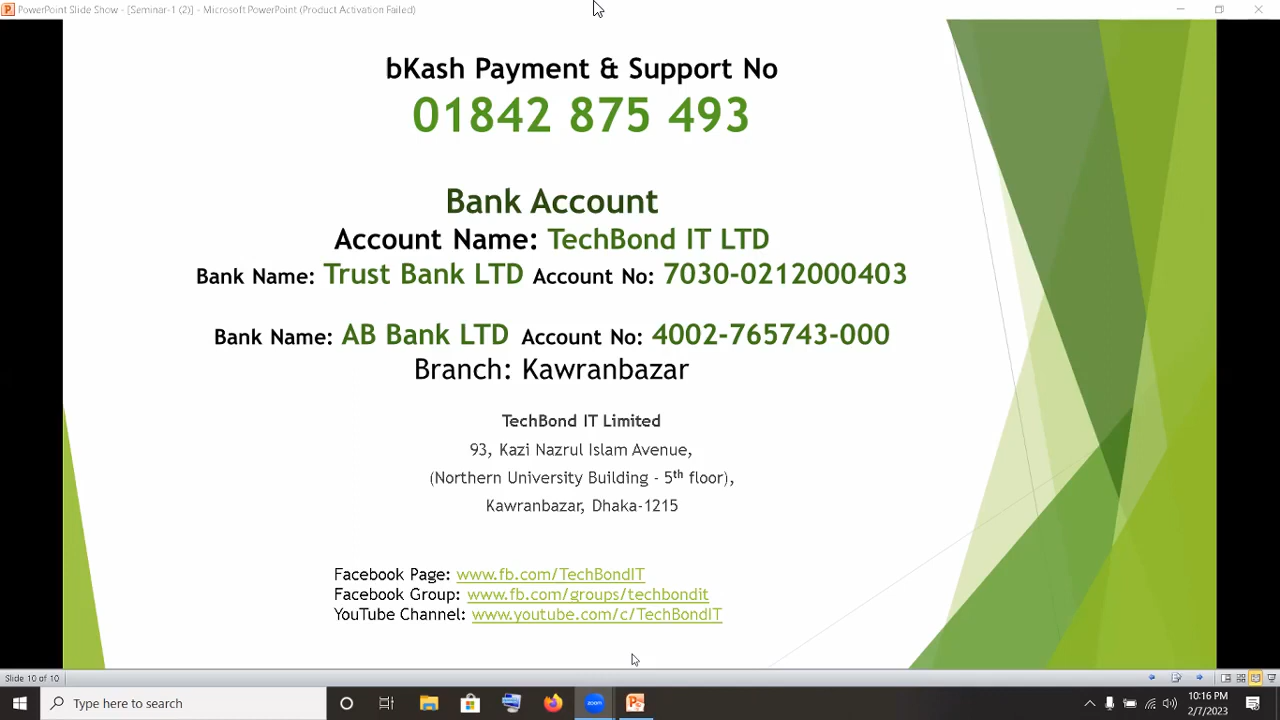 PowerPoint Slide Show - [Seminar-1 (2)] - Microsoft PowerPoint (Product Activation Failed)
bKash Payment & Support No
01842 875 493
Bank Account
Account Name: TechBond IT LTD
Bank Name: Trust Bank LTD Account No: 7030-0212000403
Bank Name: AB Bank LTD Account No: 4002-765743-000
Branch: Kawranbazar
TechBond IT Limited
93, Kazi Nazrul Islam Avenue,
(Northern University Building - 5th floor),
Kawranbazar, Dhaka-1215
Facebook Page: www.fb.com/TechBondIT
Facebook Group: www.fb.com/groups/techbondit
YouTube Channel: www.youtube.com/c/TechBondIT
Slide 10 of 10
Type here to search
zoom
10:16 PM
2/7/2023